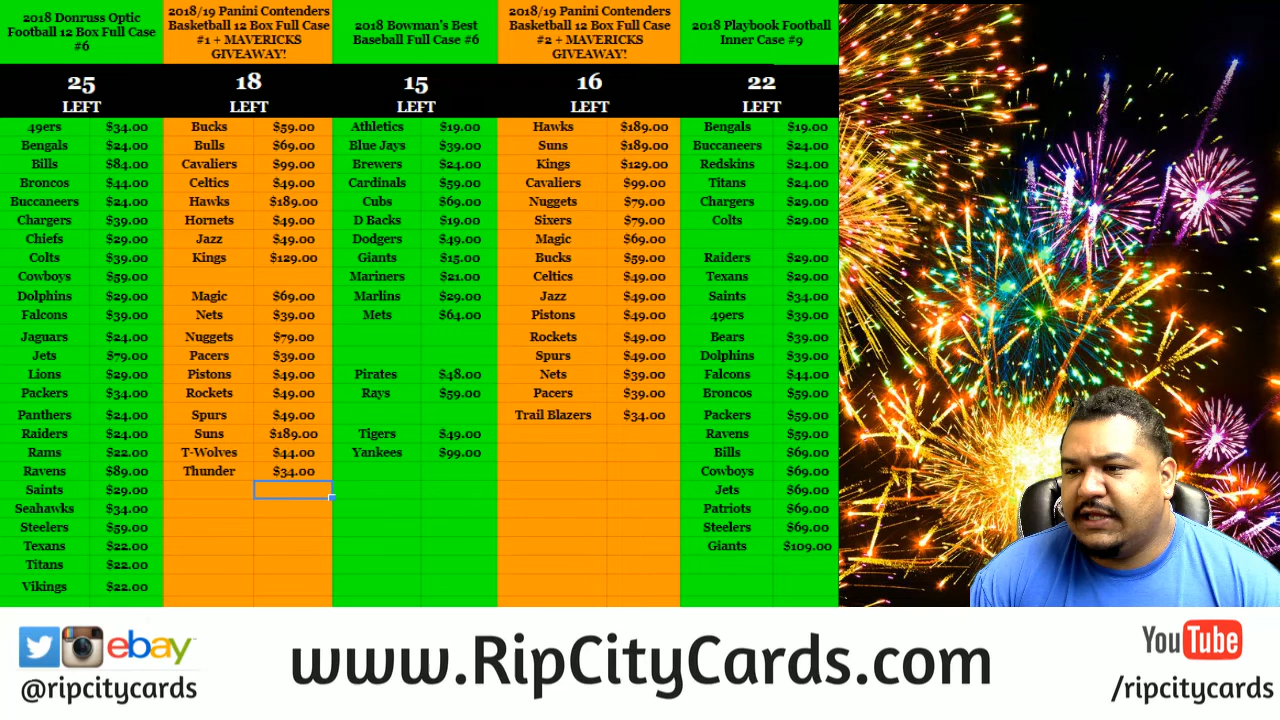 2018 Donruss Optic
Football 12 Box Full Case
#6
25
LEFT
49ers $34.00
Bengals $24.00
Bills $84.00
Broncos $44.00
Buccaneers $24.00
Chargers $39.00
Chiefs $29.00
Colts $39.00
Cowboys $59.00
Dolphins $29.00
Falcons $39.00
Jaguars $24.00
Jets $79.00
Lions $29.00
Packers $34.00
Panthers $24.00
Raiders $24.00
Rams $22.00
Ravens $89.00
Saints $29.00
Seahawks $34.00
Steelers $59.00
Texans $22.00
Titans $22.00
Vikings $22.00
2018/19 Panini Contenders
Basketball 12 Box Full Case
#1 + MAVERICKS
GIVEAWAY!
18
LEFT
Bucks $59.00
Bulls $69.00
Cavaliers $99.00
Celtics $49.00
Hawks $189.00
Hornets $49.00
Jazz $49.00
Kings $129.00
Magic $69.00
Nets $39.00
Nuggets $79.00
Pacers $39.00
Pistons $49.00
Rockets $49.00
Spurs $49.00
Suns $189.00
T-Wolves $44.00
Thunder $34.00
2018 Bowman's Best
Baseball Full Case #6
15
LEFT
Athletics $19.00
Blue Jays $39.00
Brewers $24.00
Cardinals $59.00
Cubs $69.00
D Backs $19.00
Dodgers $49.00
Giants $15.00
Mariners $21.00
Marlins $29.00
Mets $64.00
Pirates $48.00
Rays $59.00
Tigers $49.00
Yankees $99.00
2018/19 Panini Contenders
Basketball 12 Box Full Case
#2 + MAVERICKS
GIVEAWAY!
16
LEFT
Hawks $189.00
Suns $189.00
Kings $129.00
Cavaliers $99.00
Nuggets $79.00
Sixers $79.00
Magic $69.00
Bucks $59.00
Celtics $49.00
Jazz $49.00
Pistons $49.00
Rockets $49.00
Spurs $49.00
Nets $39.00
Pacers $39.00
Trail Blazers $34.00
2018 Playbook Football
Inner Case #9
22
LEFT
Bengals $19.00
Buccaneers $24.00
Redskins $24.00
Titans $24.00
Chargers $29.00
Colts $29.00
Raiders $29.00
Texans $29.00
Saints $34.00
49ers $39.00
Bears $39.00
Dolphins $39.00
Falcons $44.00
Broncos $59.00
Packers $59.00
Ravens $59.00
Bills $69.00
Cowboys $69.00
Jets $69.00
Patriots $69.00
Steelers $69.00
Giants $109.00
ebay
@ripcitycards
www.RipCityCards.com
YouTube
/ripcitycards